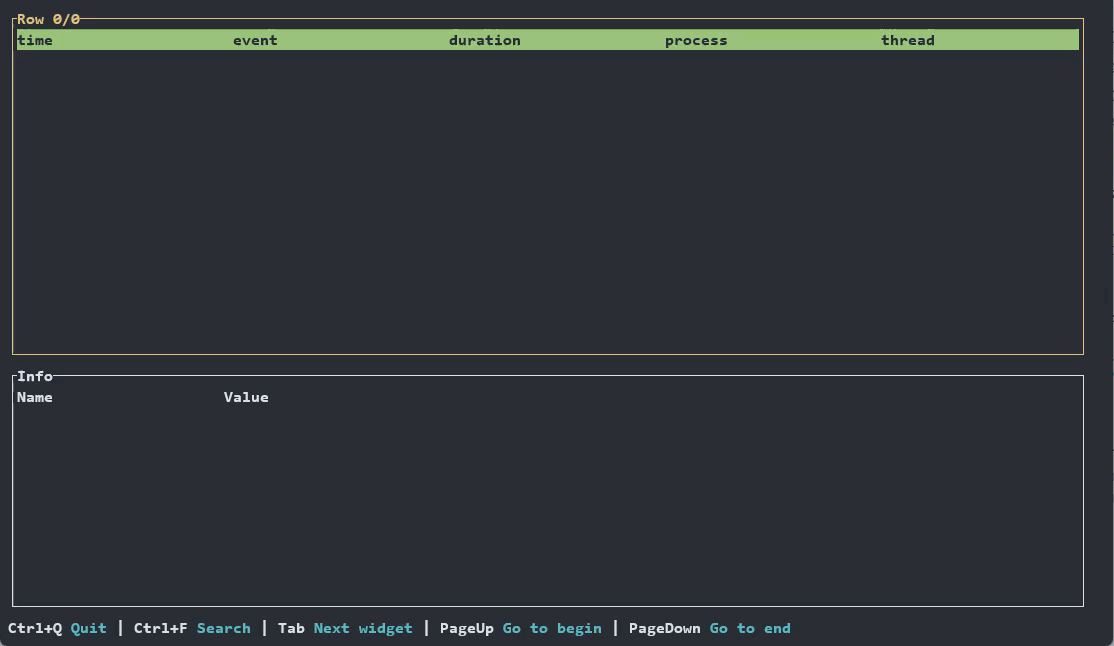 Row 0/0
time event duration process thread
Info
Name Value
Ctrl+Q Quit | Ctrl+F Search | Tab Next widget | PageUp Go to begin | PageDown Go to end